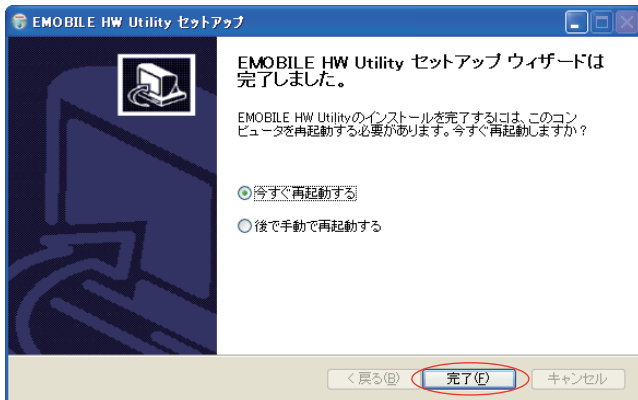 EMOBILE HW Utility セットアップ
EMOBILE HW Utility セットアップ ウィザードは
完了しました。
EMOBILE HW Utilityのインストールを完了するには、このコン
ピュータを再起動する必要があります。今すぐ再起動しますか？
今すぐ再起動する
後で手動で再起動する
< 戻る(B) 完了(F) キャンセル